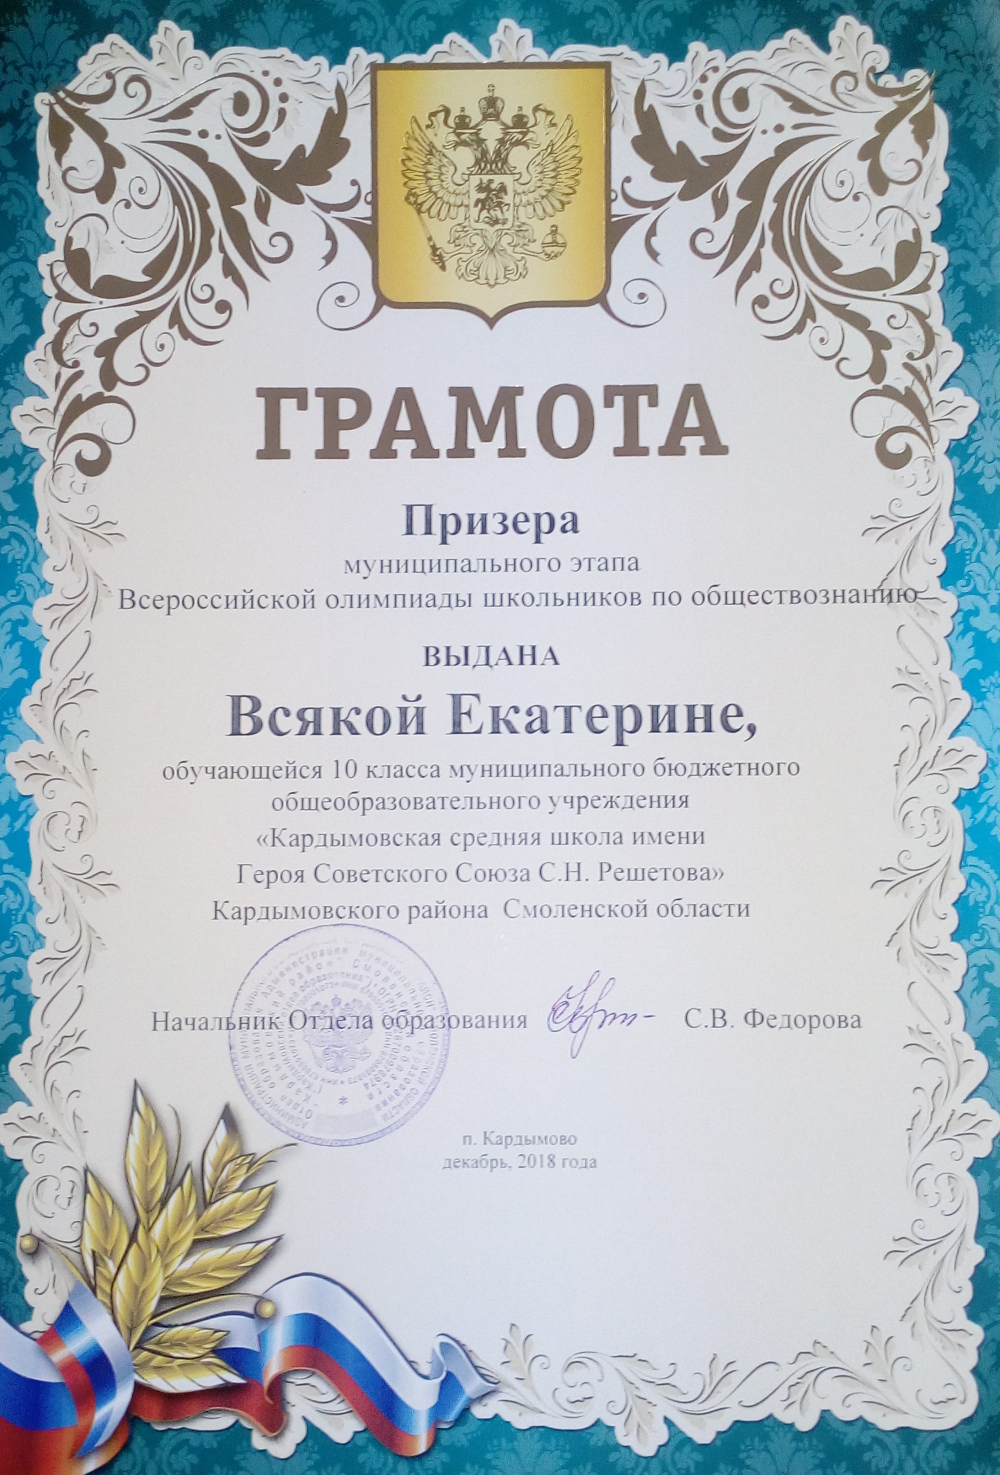 ГРАМОТА
Призера
муниципального этапа
Всероссийской олимпиады школьников по обществознанию
ВЫДАНА
Всякой Екатерине,
обучающейся 10 класса муниципального бюджетного
общеобразовательного учреждения
«Кардымовская средняя школа имени
Героя Советского Союза С.Н. Решетова»
Кардымовского района Смоленской области
Начальник Отдела образования С.В. Федорова
п. Кардымово
декабрь, 2018 года